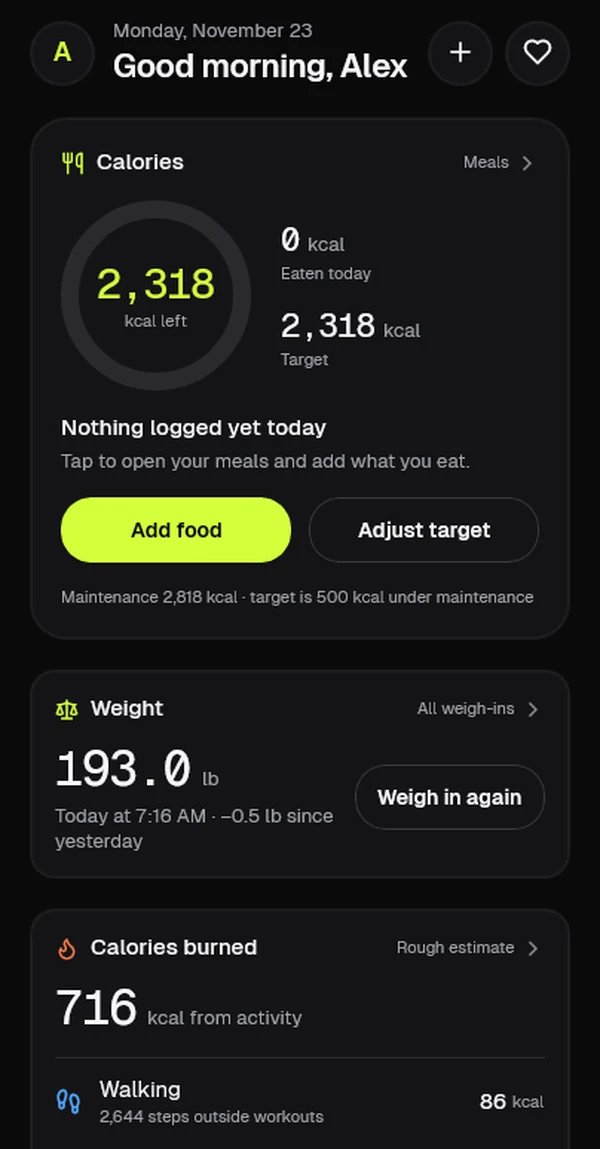 A
Monday, November 23
Good morning, Alex
Calories
Meals
2,318
kcal left
0 kcal
Eaten today
2,318 kcal
Target
Nothing logged yet today
Tap to open your meals and add what you eat.
Add food
Adjust target
Maintenance 2,818 kcal · target is 500 kcal under maintenance
Weight
All weigh-ins
193.0 lb
Today at 7:16 AM · −0.5 lb since
yesterday
Weigh in again
Calories burned
Rough estimate
716 kcal from activity
Walking
2,644 steps outside workouts
86 kcal